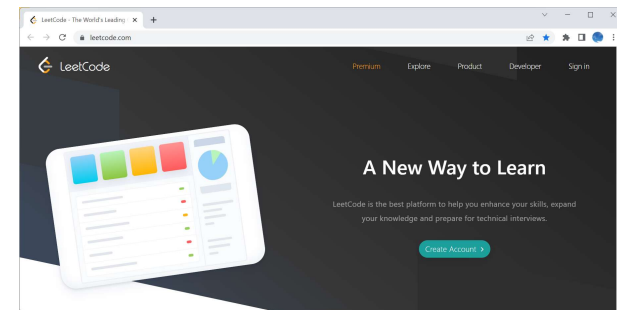 LeetCode - The World's Leading
leetcode.com
LeetCode
Premium Explore Product Developer Sign in
A New Way to Learn
LeetCode is the best platform to help you enhance your skills, expand
your knowledge and prepare for technical interviews.
Create Account >